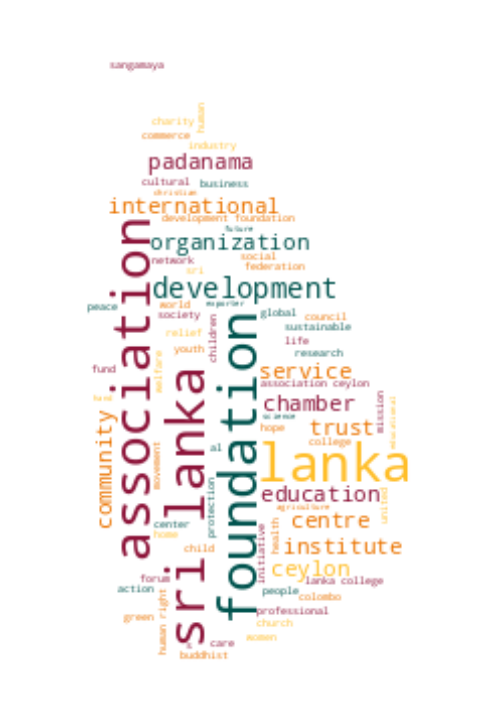 sangamaya
human
charity
commerce
industry
padanama
cultural
business
christian
international
development foundation
future
association
organization
social
network
federation
sri
development
peace
world
exporter
society
global
council
children
foundation
sustainable
relief
life
youth
research
welfare
fund
service
sri lanka
association ceylon
mission
educational
chamber
community
science
hope
trust
college
movement
al
lanka
protection
education
united
agriculture
center
centre
home
initiative
health
child
institute
ceylon
forum
lanka college
action
people
colombo
human right
professional
green
church
women
care
buddhist